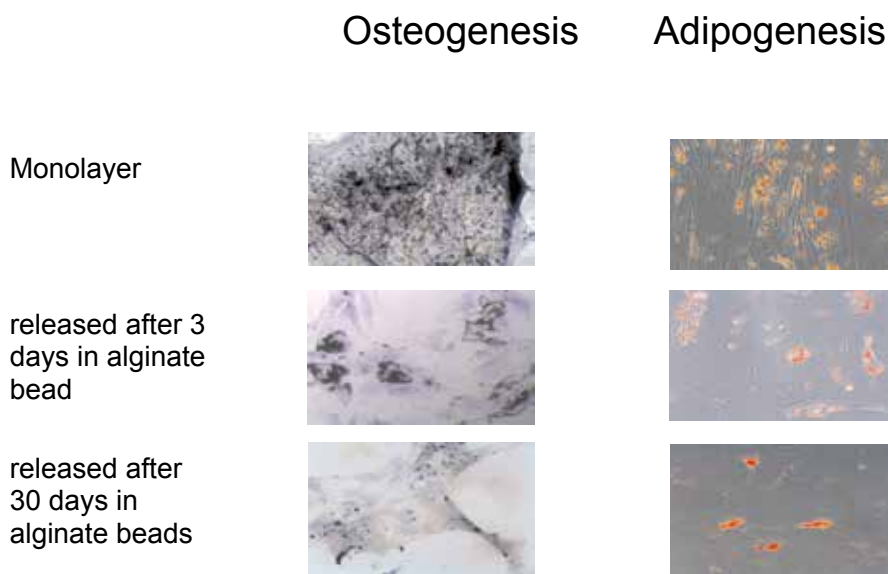 Osteogenesis Adipogenesis
Monolayer
released after 3
days in alginate
bead
released after
30 days in
alginate beads